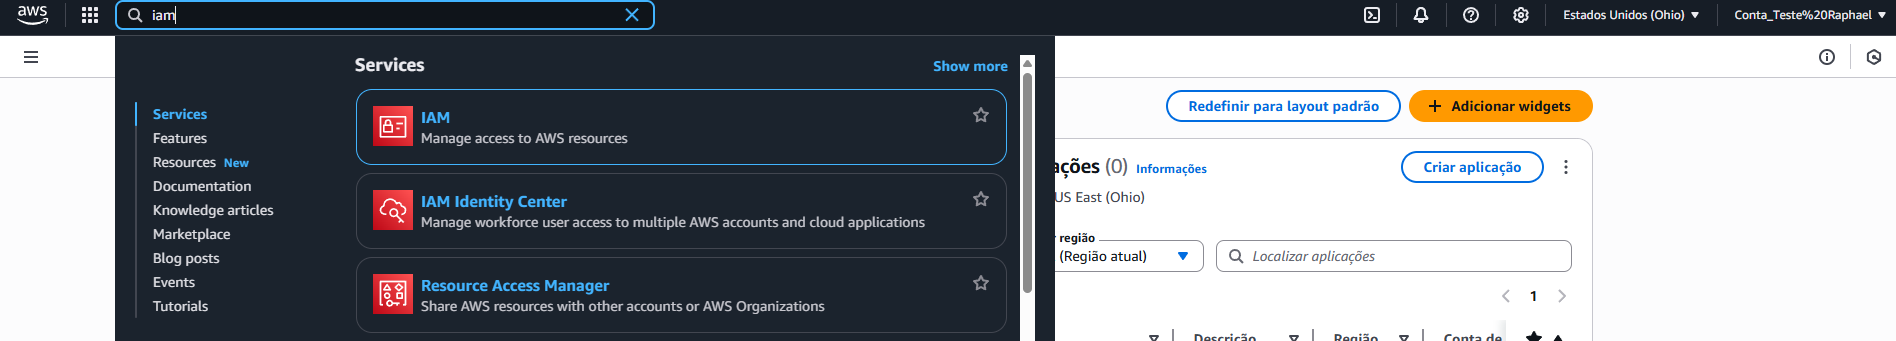 aws
iam
Estados Unidos (Ohio)
Conta_Teste%20Raphael
Services
Show more
Services
Features
Resources New
Documentation
Knowledge articles
Marketplace
Blog posts
Events
Tutorials
IAM
Manage access to AWS resources
IAM Identity Center
Manage workforce user access to multiple AWS accounts and cloud applications
Resource Access Manager
Share AWS resources with other accounts or AWS Organizations
Redefinir para layout padrão
+ Adicionar widgets
ações (0) Informações
Criar aplicação
US East (Ohio)
região
(Região atual)
Localizar aplicações
1
Descrição
Região
Conta de